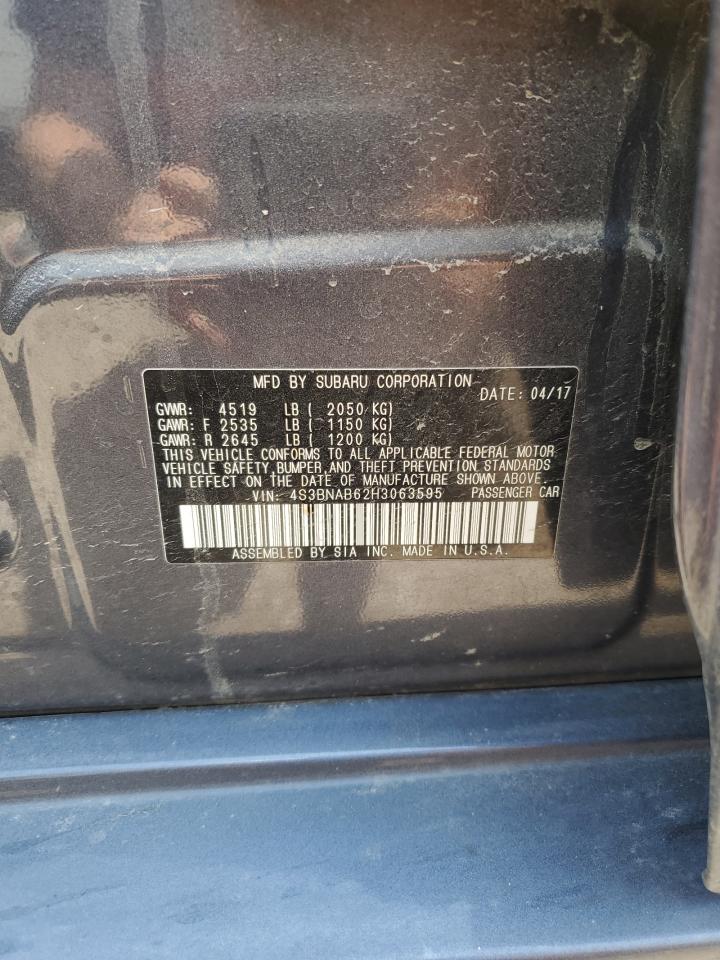 MFD BY SUBARU CORPORATION
DATE: 04/17
GVWR: 4519 LB ( 2050 KG)
GAWR: F 2535 LB ( 1150 KG)
GAWR: R 2645 LB ( 1200 KG)
THIS VEHICLE CONFORMS TO ALL APPLICABLE FEDERAL MOTOR
VEHICLE SAFETY, BUMPER, AND THEFT PREVENTION STANDARDS
IN EFFECT ON THE DATE OF MANUFACTURE SHOWN ABOVE.
VIN: 4S3BNAB62H3063595 PASSENGER CAR
ASSEMBLED BY SIA INC. MADE IN U.S.A.